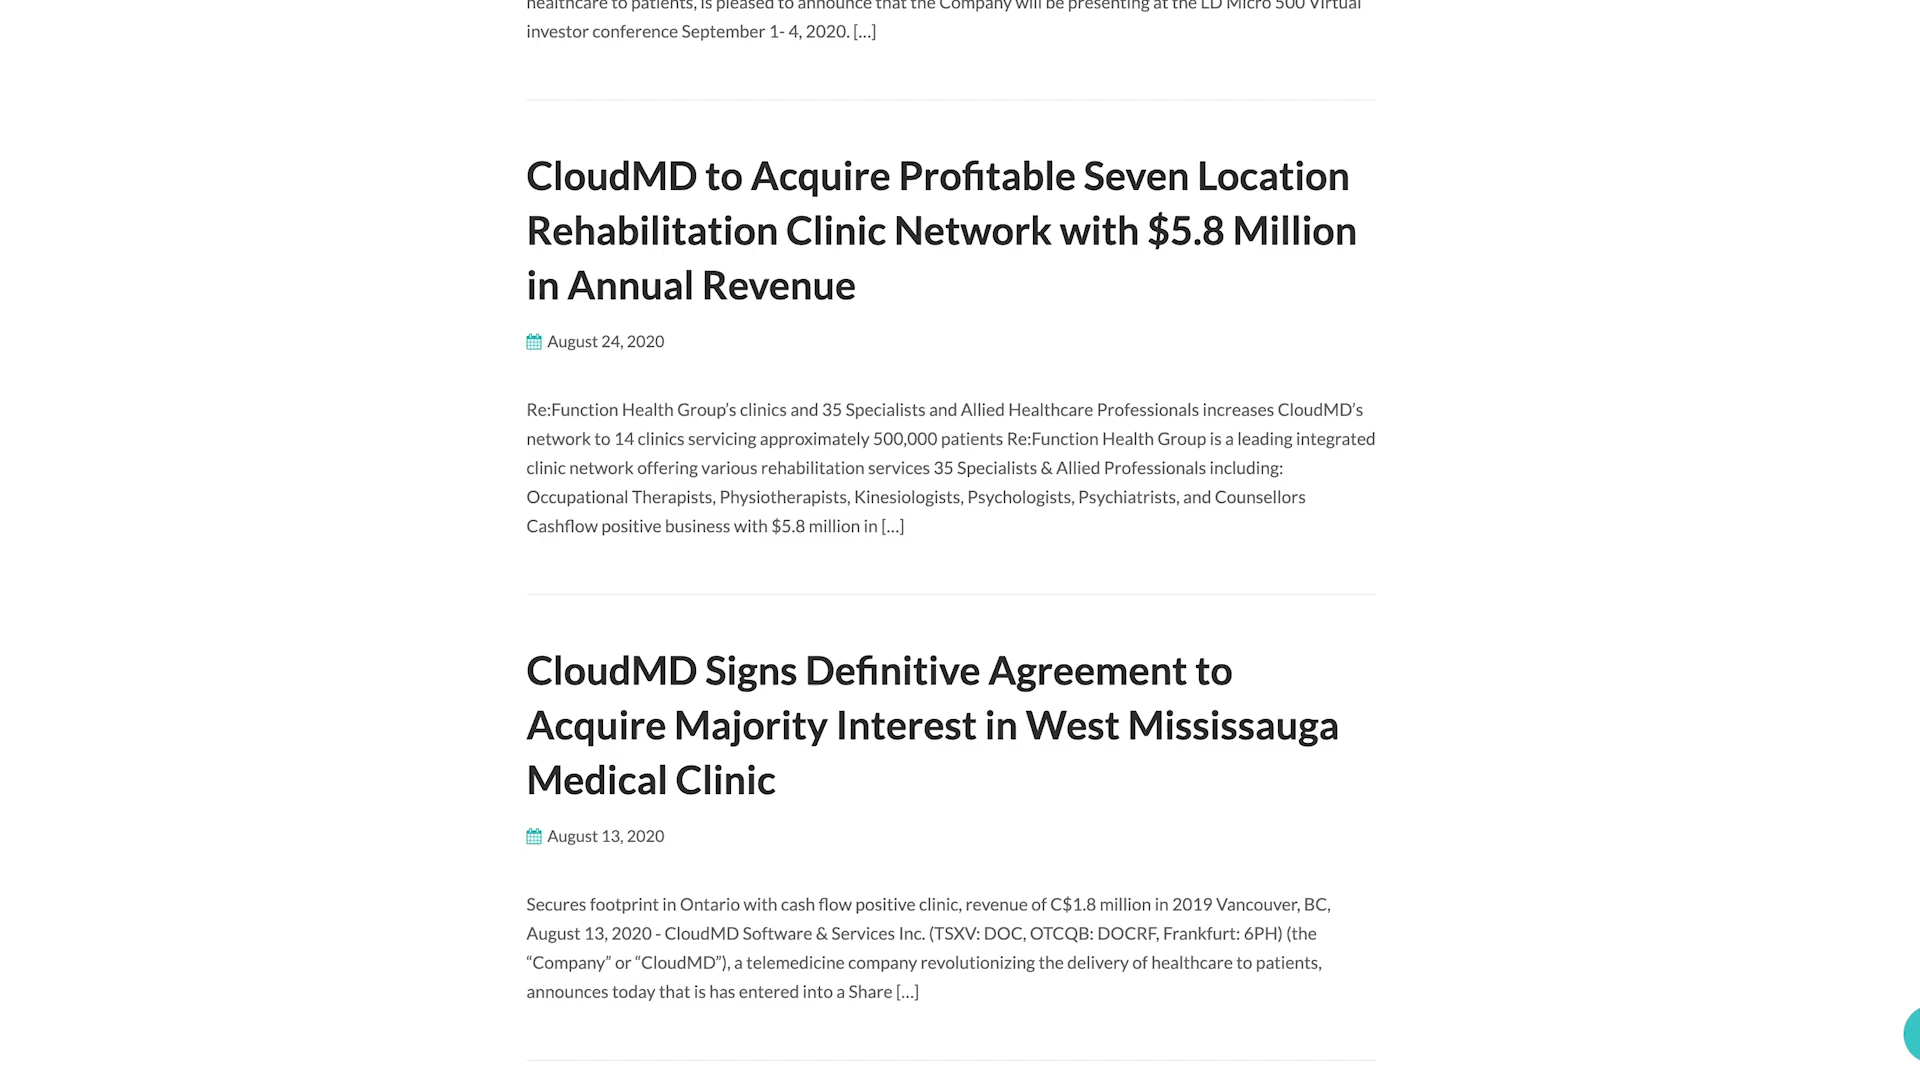 healthcare to patients, is pleased to announce that the Company will be presenting at the LD Micro 500 Virtual
investor conference September 1- 4, 2020. [...]
CloudMD to Acquire Profitable Seven Location
Rehabilitation Clinic Network with $5.8 Million
in Annual Revenue
August 24, 2020
Re:Function Health Group’s clinics and 35 Specialists and Allied Healthcare Professionals increases CloudMD’s
network to 14 clinics servicing approximately 500,000 patients Re:Function Health Group is a leading integrated
clinic network offering various rehabilitation services 35 Specialists & Allied Professionals including:
Occupational Therapists, Physiotherapists, Kinesiologists, Psychologists, Psychiatrists, and Counsellors
Cashflow positive business with $5.8 million in [...]
CloudMD Signs Definitive Agreement to
Acquire Majority Interest in West Mississauga
Medical Clinic
August 13, 2020
Secures footprint in Ontario with cash flow positive clinic, revenue of C$1.8 million in 2019 Vancouver, BC,
August 13, 2020 - CloudMD Software & Services Inc. (TSXV: DOC, OTCQB: DOCRF, Frankfurt: 6PH) (the
“Company” or “CloudMD”), a telemedicine company revolutionizing the delivery of healthcare to patients,
announces today that is has entered into a Share [...]